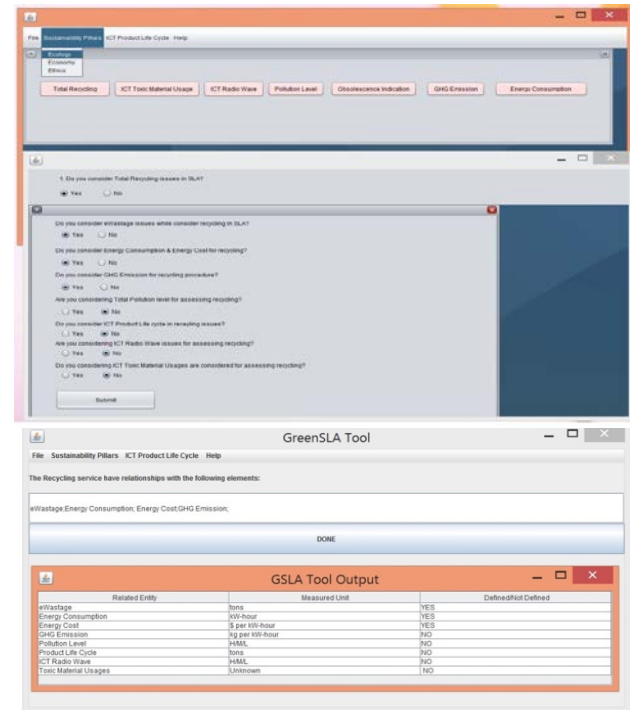 File Sustainability Pillars ICT Product Life Cycle Help
Ecology
Economy
Ethics
Total Recycling ICT Toxic Material Usage ICT Radio Wave Pollution Level Obsolescence Indication GHG Emission Energy Consumption
1. Do you consider Total Recycling issues in SLA?
Yes No
Do you consider eWastage issues while consider recycling in SLA?
Yes No
Do you consider Energy Consumption & Energy Cost for recycling?
Yes No
Do you consider GHG Emission for recycling procedure?
Yes No
Are you considering Total Pollution level for assessing recycling?
Yes No
Do you consider ICT Product Life cycle in recycling issues?
Yes No
Are you considering ICT Radio Wave issues for assessing recycling?
Yes No
Do you considering ICT Toxic Material Usages are considered for assessing recycling?
Yes No
Submit
GreenSLA Tool
File Sustainability Pillars ICT Product Life Cycle Help
The Recycling service have relationships with the following elements:
eWastage;Energy Consumption; Energy Cost;GHG Emission;
DONE
GSLA Tool Output
Related Entity Measured Unit Defined/Not Defined
eWastage tons YES
Energy Consumption kW-hour YES
Energy Cost $ per kW-hour YES
GHG Emission kg per kW-hour NO
Pollution Level H/M/L NO
Product Life Cycle tons NO
ICT Radio Wave H/M/L NO
Toxic Material Usages Unknown NO